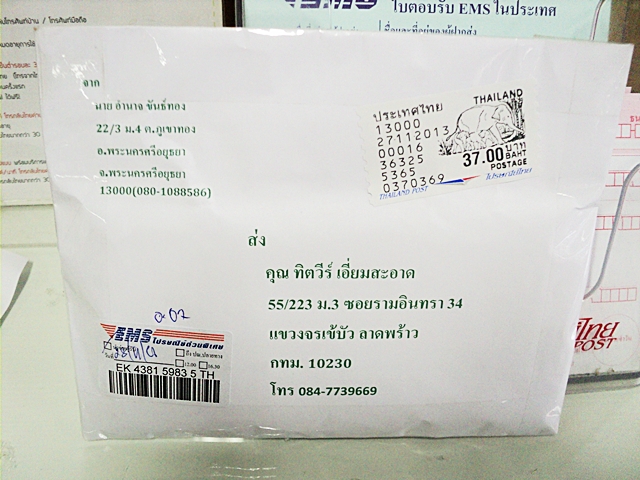 ใบตอบรับ EMS ในประเทศ
จาก
นาย อำนาจ ขันธ์ทอง
22/3 ม.4 ต.ภูเขาทอง
อ.พระนครศรีอยุธยา
จ.พระนครศรีอยุธยา
13000(080-1088586)
ประเทศไทย
THAILAND
13000
27112013
00016
36325
5365
0370369
37.00 บาท
BAHT
POSTAGE
THAILAND POST
ไปรษณีย์ไทย
ส่ง
คุณ ทิตวีร์ เอี่ยมสะอาด
55/223 ม.3 ซอยรามอินทรา 34
แขวงจรเข้บัว ลาดพร้าว
กทม. 10230
โทร 084-7739669
EMS
ไปรษณีย์ด่วนพิเศษ
EK 4381 5983 5 TH
ไทย
POST